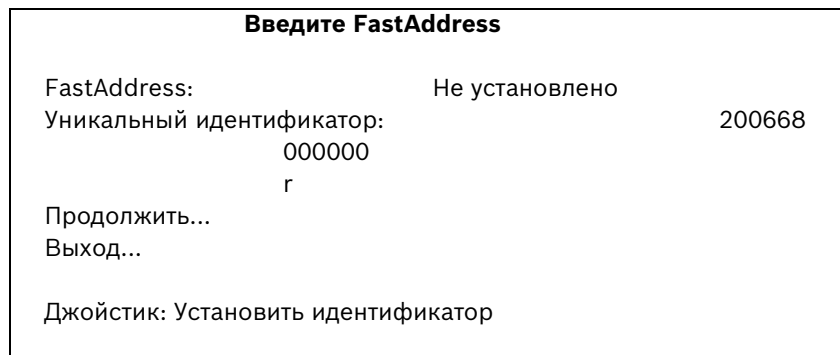 Введите FastAddress
FastAddress: Не установлено
Уникальный идентификатор: 200668
000000
r
Продолжить...
Выход...
Джойстик: Установить идентификатор